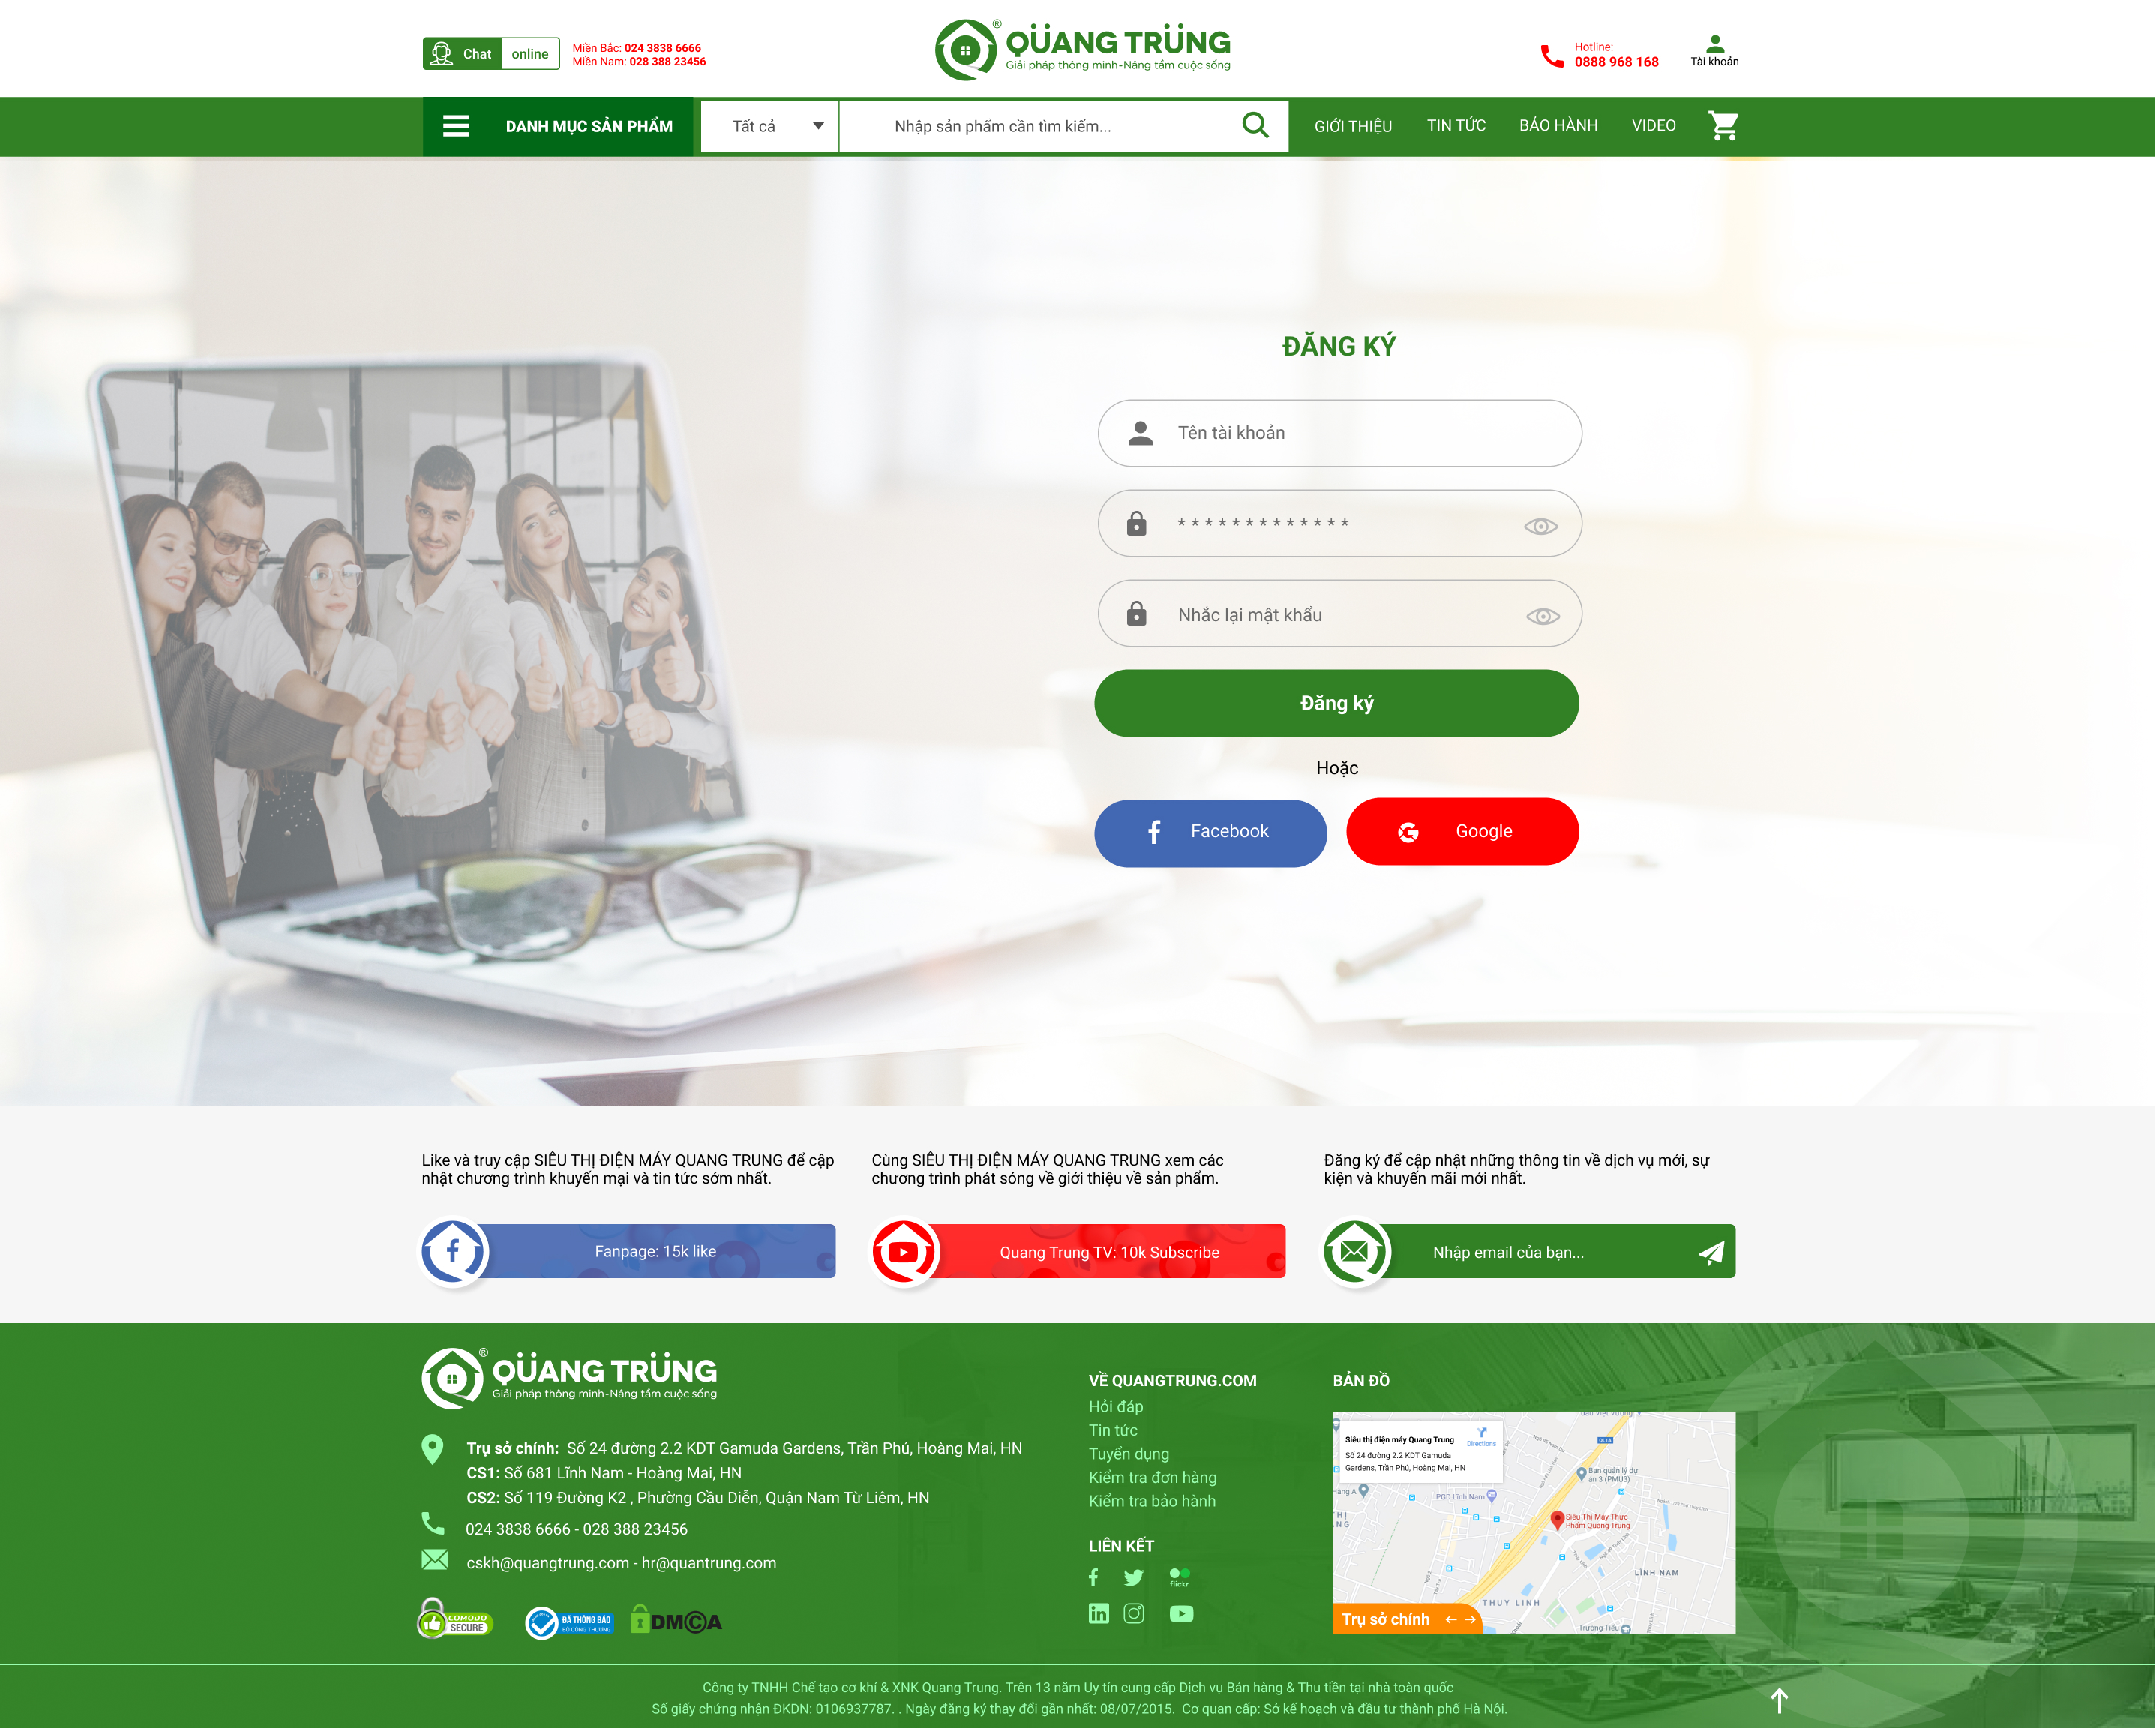 Chat online
Miền Bắc: 024 3838 6666
Miền Nam: 028 388 23456
QUANG TRUNG ®
Giải pháp thông minh-Nâng tầm cuộc sống
Hotline:
0888 968 168
Tài khoản
DANH MỤC SẢN PHẨM
Tất cả
Nhập sản phẩm cần tìm kiếm...
GIỚI THIỆU
TIN TỨC
BẢO HÀNH
VIDEO
ĐĂNG KÝ
Tên tài khoản
* * * * * * * * * * * * *
Nhắc lại mật khẩu
Đăng ký
Hoặc
Facebook
Google
Like và truy cập SIÊU THỊ ĐIỆN MÁY QUANG TRUNG để cập
nhật chương trình khuyến mại và tin tức sớm nhất.
Fanpage: 15k like
Cùng SIÊU THỊ ĐIỆN MÁY QUANG TRUNG xem các
chương trình phát sóng về giới thiệu về sản phẩm.
Quang Trung TV: 10k Subscribe
Đăng ký để cập nhật những thông tin về dịch vụ mới, sự
kiện và khuyến mãi mới nhất.
Nhập email của bạn...
QUANG TRUNG ®
Giải pháp thông minh-Nâng tầm cuộc sống
Trụ sở chính: Số 24 đường 2.2 KDT Gamuda Gardens, Trần Phú, Hoàng Mai, HN
CS1: Số 681 Lĩnh Nam - Hoàng Mai, HN
CS2: Số 119 Đường K2 , Phường Cầu Diễn, Quận Nam Từ Liêm, HN
024 3838 6666 - 028 388 23456
cskh@quangtrung.com - hr@quantrung.com
COMODO
SECURE
ĐÃ THÔNG BÁO
BỘ CÔNG THƯƠNG
DMCA
VỀ QUANGTRUNG.COM
Hỏi đáp
Tin tức
Tuyển dụng
Kiểm tra đơn hàng
Kiểm tra bảo hành
LIÊN KẾT
flickr
BẢN ĐỒ
Siêu thị điện máy Quang Trung
Directions
Số 24 đường 2.2 KDT Gamuda
Gardens, Trần Phú, Hoàng Mai, HN
QL1A
Ban quản lý dự
án 3 (PMU3)
Hàng A
PGD Lĩnh Nam
Siêu Thị Máy Thực
Phẩm Quang Trung
LĨNH NAM
THUY LINH
Trường Tiểu
Trụ sở chính
Công ty TNHH Chế tạo cơ khí & XNK Quang Trung. Trên 13 năm Uy tín cung cấp Dịch vụ Bán hàng & Thu tiền tại nhà toàn quốc
Số giấy chứng nhận ĐKDN: 0106937787. . Ngày đăng ký thay đổi gần nhất: 08/07/2015. Cơ quan cấp: Sở kế hoạch và đầu tư thành phố Hà Nội.